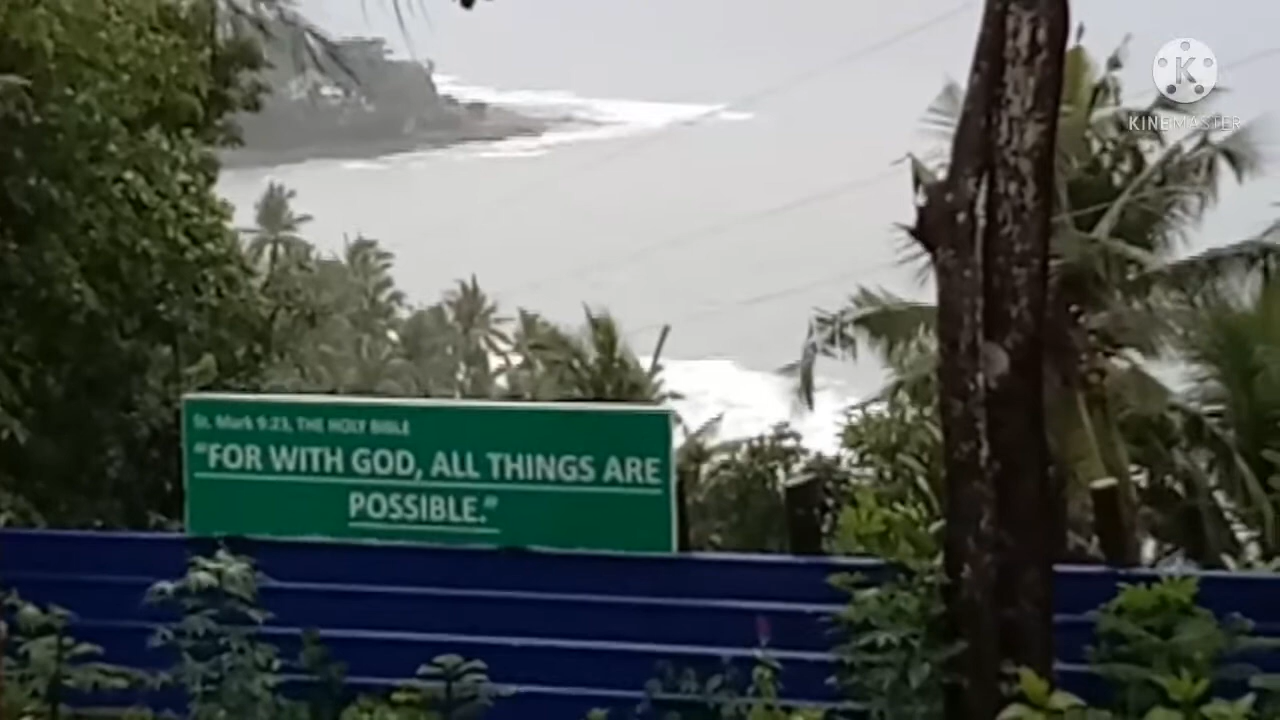 K
KINEMASTER
St. Mark 9:23, THE HOLY BIBLE
“FOR WITH GOD, ALL THINGS ARE
POSSIBLE.”